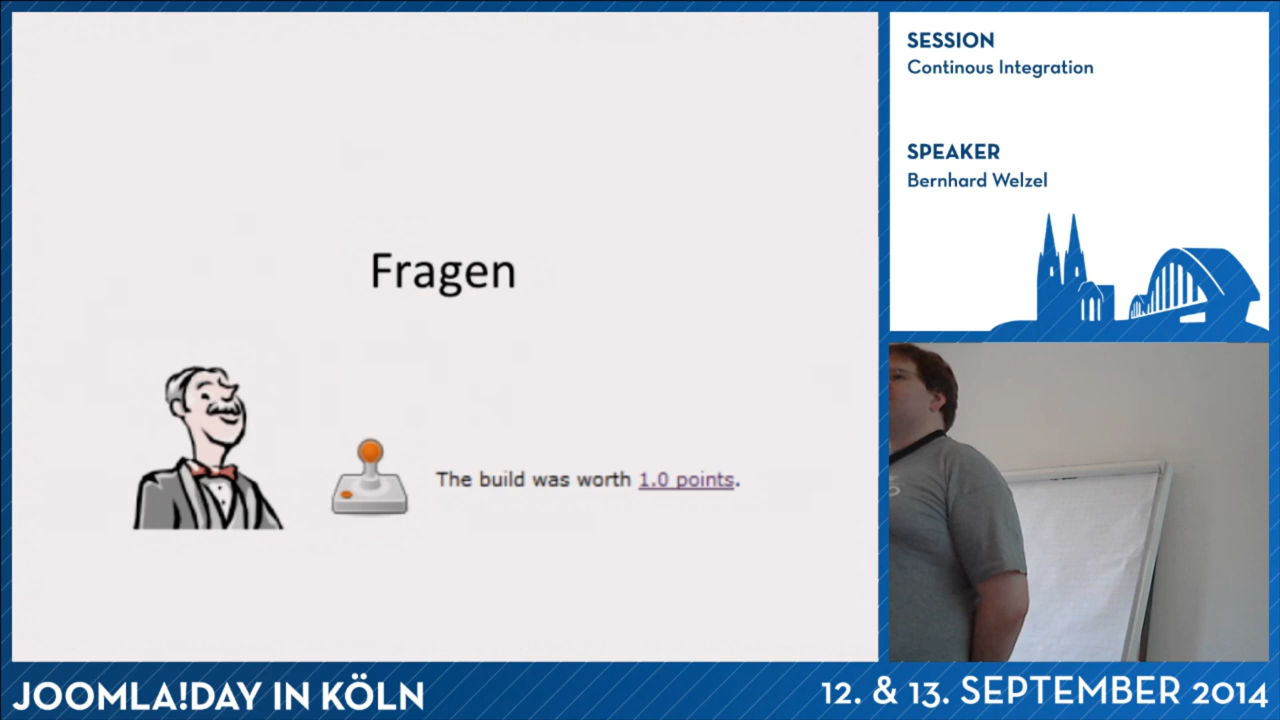 Fragen
The build was worth 1.0 points.
SESSION
Continous Integration
SPEAKER
Bernhard Welzel
JOOMLA!DAY IN KÖLN
12. & 13. SEPTEMBER 2014